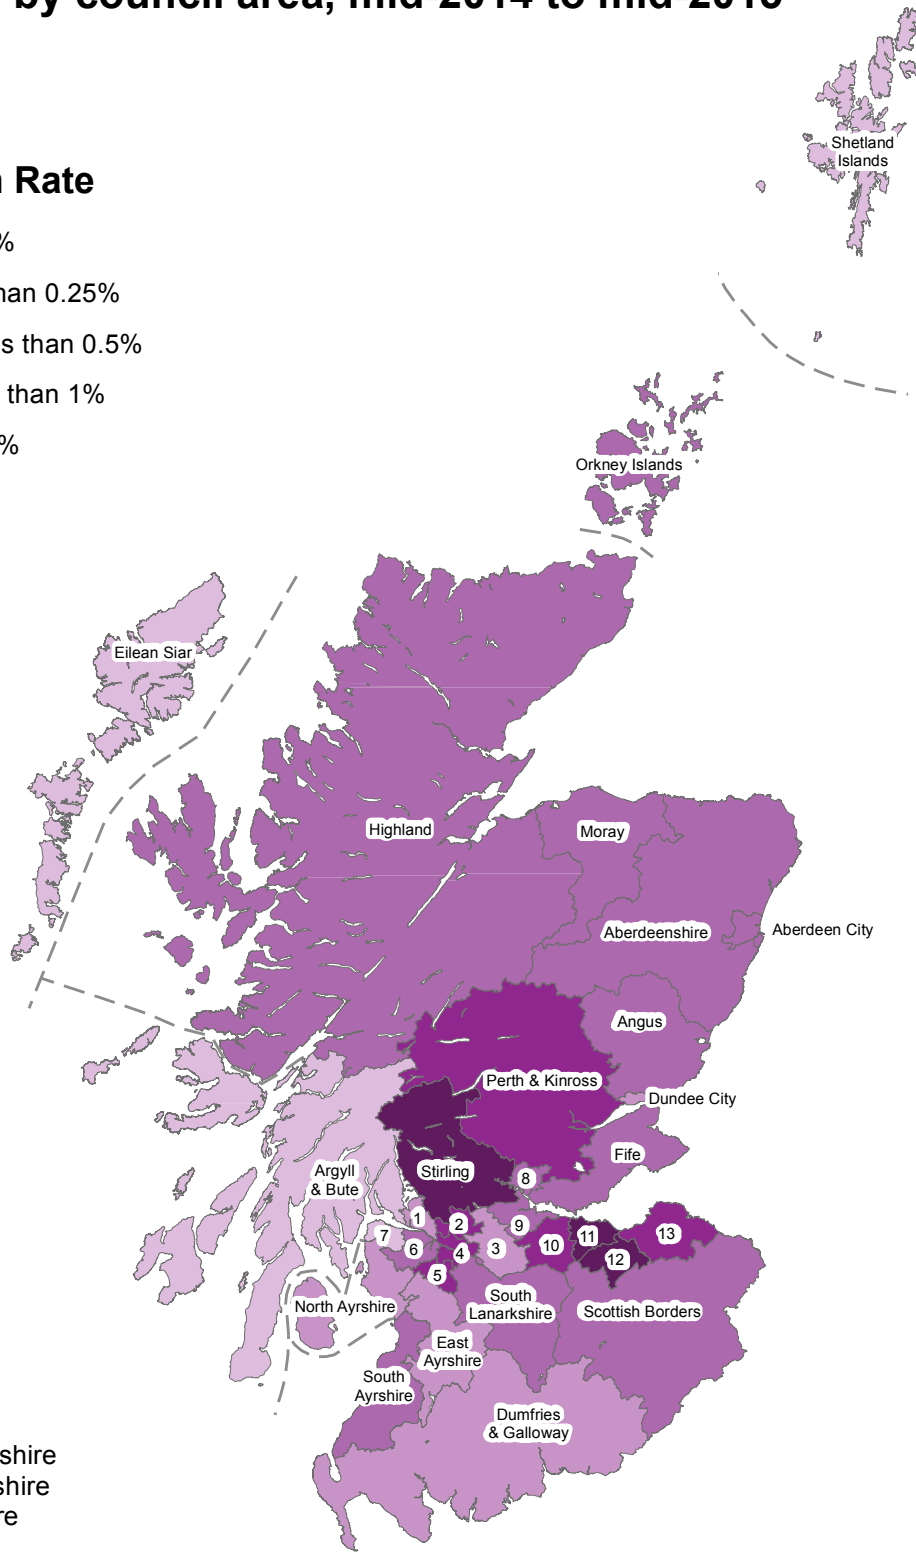 by council area, mid-2014 to mid-2015
Rate
%
than 0.25%
s than 0.5%
than 1%
%
Shetland
Islands
Orkney Islands
Eilean Siar
Highland
Moray
Aberdeenshire
Aberdeen City
Angus
Perth & Kinross
Dundee City
Fife
Stirling
Argyll
& Bute
8
1
2
9
11
13
7
6
4
3
10
12
5
North Ayrshire
South
Lanarkshire
Scottish Borders
East
Ayrshire
South
Ayrshire
Dumfries
& Galloway
shire
shire
re